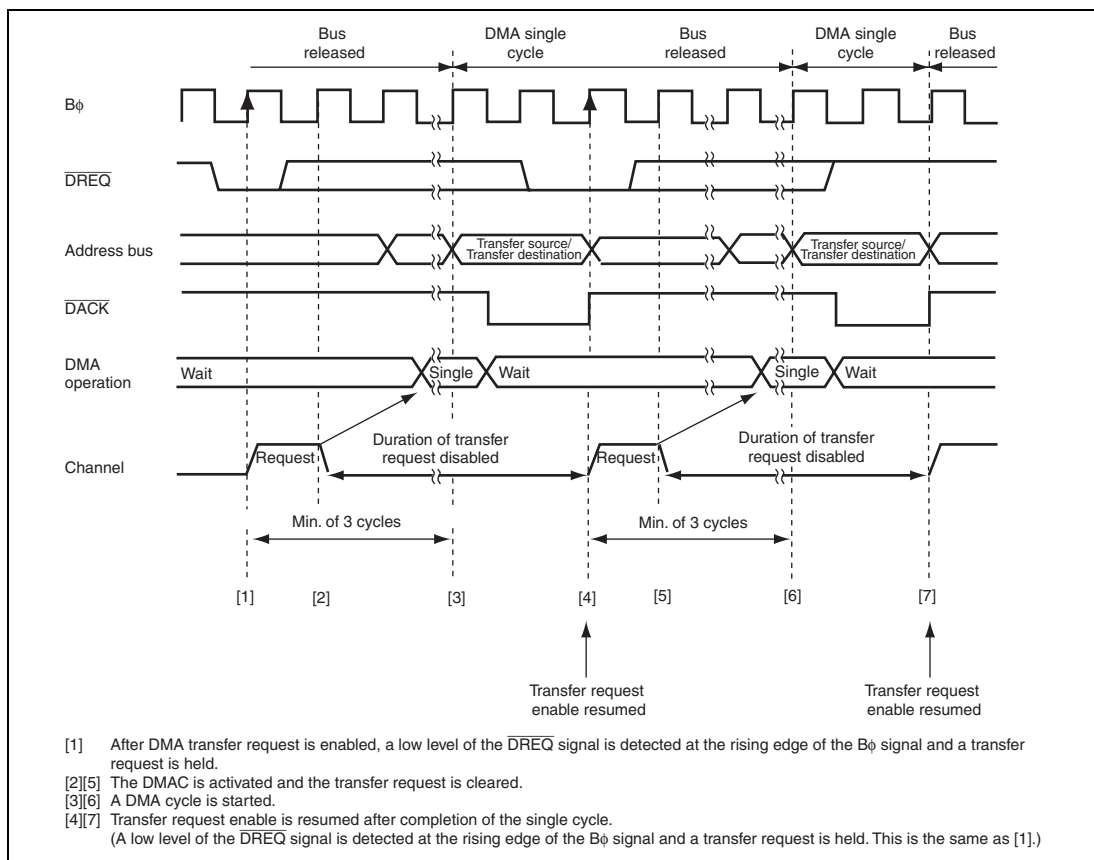 Bus released
DMA single cycle
Bus released
DMA single cycle
Bus released
Bφ
DREQ
Address bus
Transfer source/
Transfer destination
Transfer source/
Transfer destination
DACK
DMA operation
Wait
Single
Wait
Single
Wait
Channel
Request
Duration of transfer request disabled
Request
Duration of transfer request disabled
Min. of 3 cycles
Min. of 3 cycles
[1] [2] [3] [4] [5] [6] [7]
Transfer request enable resumed
Transfer request enable resumed
[1] After DMA transfer request is enabled, a low level of the DREQ signal is detected at the rising edge of the Bφ signal and a transfer
request is held.
[2][5] The DMAC is activated and the transfer request is cleared.
[3][6] A DMA cycle is started.
[4][7] Transfer request enable is resumed after completion of the single cycle.
(A low level of the DREQ signal is detected at the rising edge of the Bφ signal and a transfer request is held. This is the same as [1].)